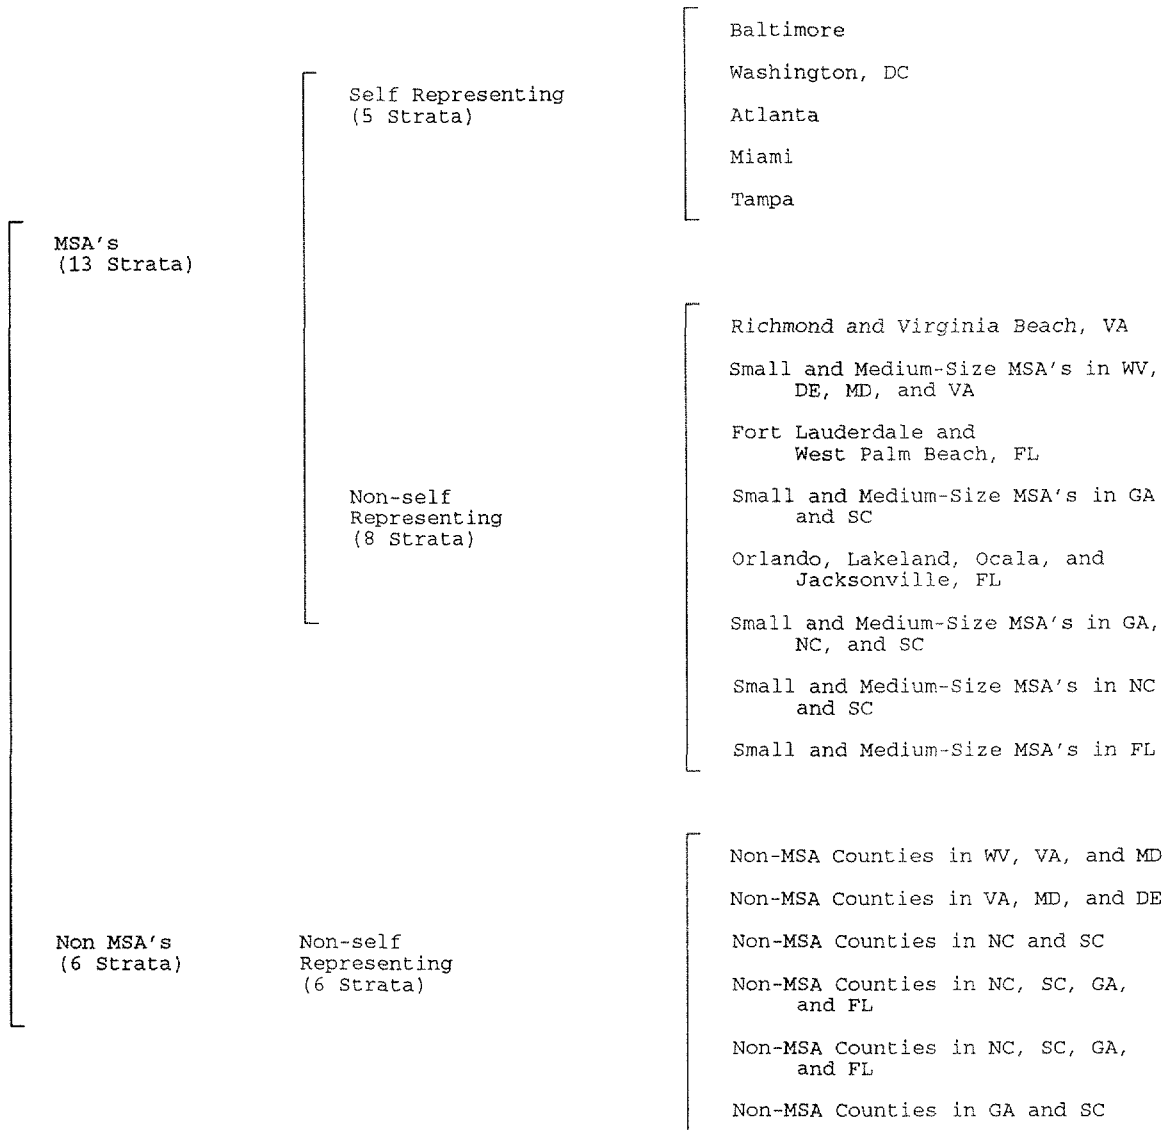 MSA's
(13 Strata)
Self Representing
(5 Strata)
Baltimore
Washington, DC
Atlanta
Miami
Tampa
Non-self
Representing
(8 Strata)
Richmond and Virginia Beach, VA
Small and Medium-Size MSA's in WV,
DE, MD, and VA
Fort Lauderdale and
West Palm Beach, FL
Small and Medium-Size MSA's in GA
and SC
Orlando, Lakeland, Ocala, and
Jacksonville, FL
Small and Medium-Size MSA's in GA,
NC, and SC
Small and Medium-Size MSA's in NC
and SC
Small and Medium-Size MSA's in FL
Non MSA's
(6 Strata)
Non-self
Representing
(6 Strata)
Non-MSA Counties in WV, VA, and MD
Non-MSA Counties in VA, MD, and DE
Non-MSA Counties in NC and SC
Non-MSA Counties in NC, SC, GA,
and FL
Non-MSA Counties in NC, SC, GA,
and FL
Non-MSA Counties in GA and SC